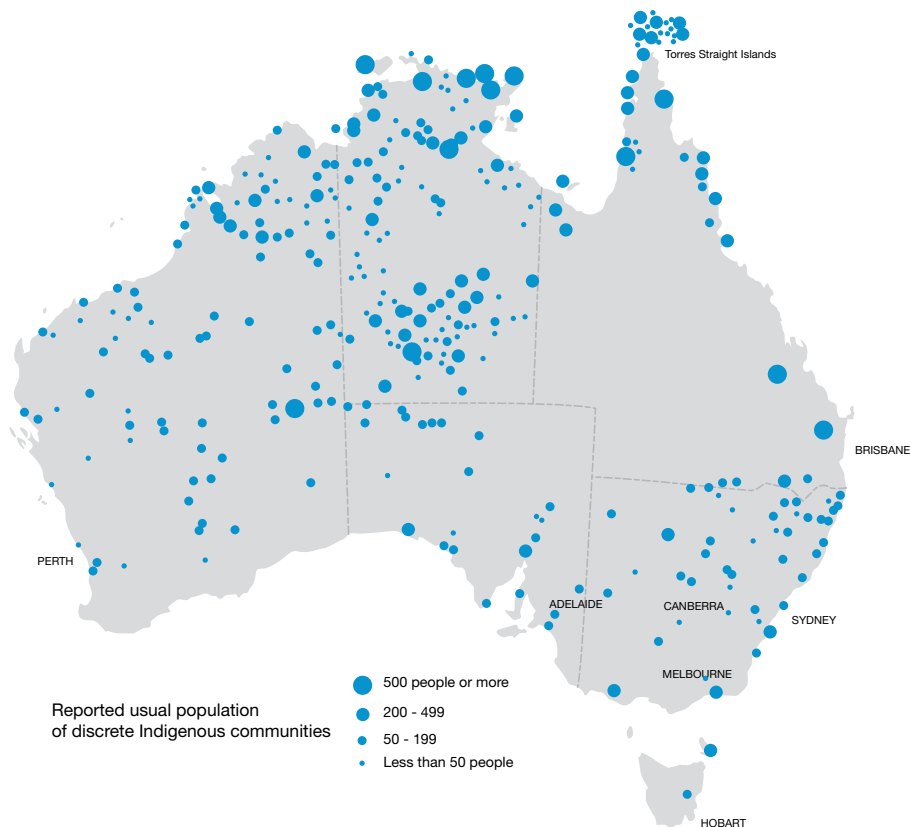 Torres Straight Islands
BRISBANE
PERTH
ADELAIDE
CANBERRA
SYDNEY
MELBOURNE
Reported usual population
of discrete Indigenous communities
500 people or more
200 - 499
50 - 199
Less than 50 people
HOBART